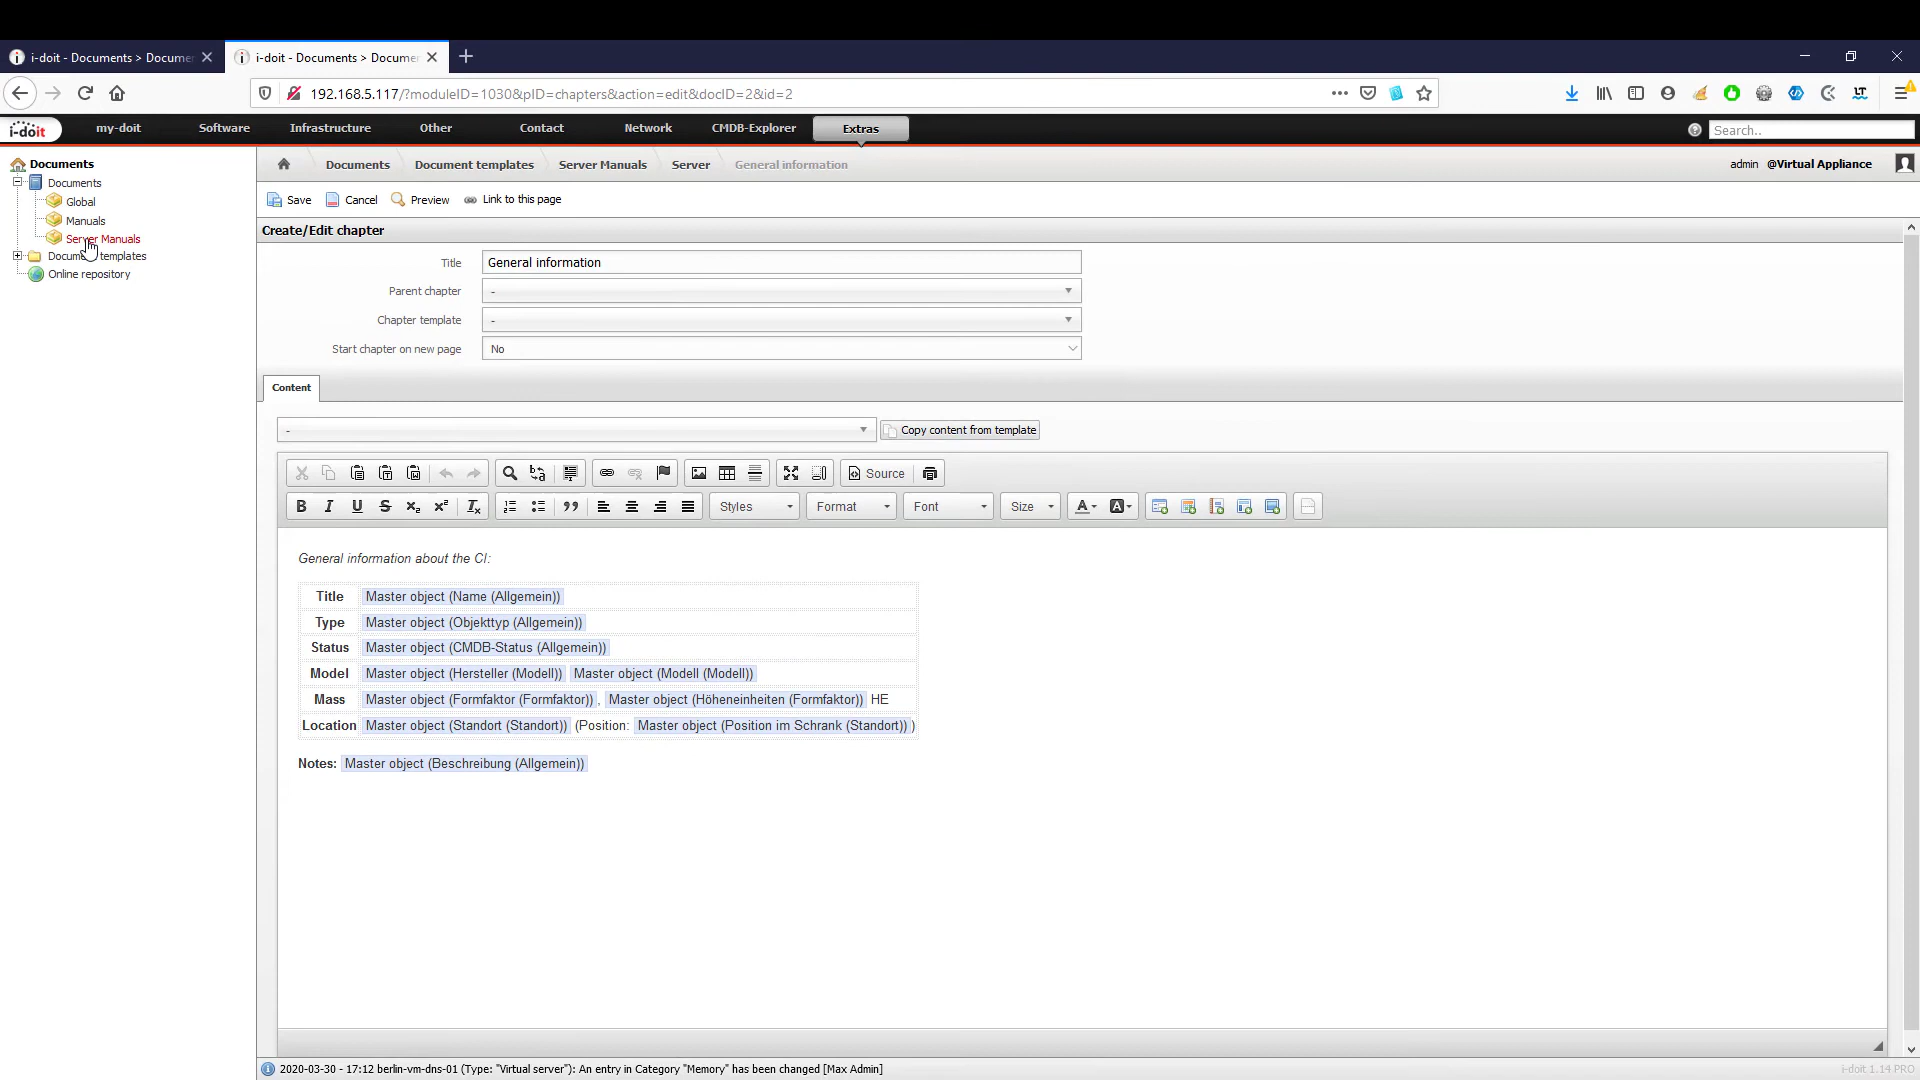 i-doit - Documents > Docume
i-doit - Documents > Docume
192.168.5.117/?moduleID=1030&pID=chapters&action=edit&docID=2&id=2
i-doit
my-doit
Software
Infrastructure
Other
Contact
Network
CMDB-Explorer
Extras
Search..
Documents
Documents
Global
Manuals
Server Manuals
templates
Online repository
Documents
Document templates
Server Manuals
Server
General information
admin @Virtual Appliance
Save
Cancel
Preview
Link to this page
Create/Edit chapter
Title
General information
Parent chapter
-
Chapter template
-
Start chapter on new page
No
Content
-
Copy content from template
Source
Styles
Format
Font
Size
General information about the CI:
Title Master object (Name (Allgemein))
Type Master object (Objekttyp (Allgemein))
Status Master object (CMDB-Status (Allgemein))
Model Master object (Hersteller (Modell)) Master object (Modell (Modell))
Mass Master object (Formfaktor (Formfaktor)) , Master object (Höheneinheiten (Formfaktor)) HE
Location Master object (Standort (Standort)) (Position: Master object (Position im Schrank (Standort)) )
Notes: Master object (Beschreibung (Allgemein))
2020-03-30 - 17:12 berlin-vm-dns-01 (Type: "Virtual server"): An entry in Category "Memory" has been changed [Max Admin]
i-doit 1.14 PRO